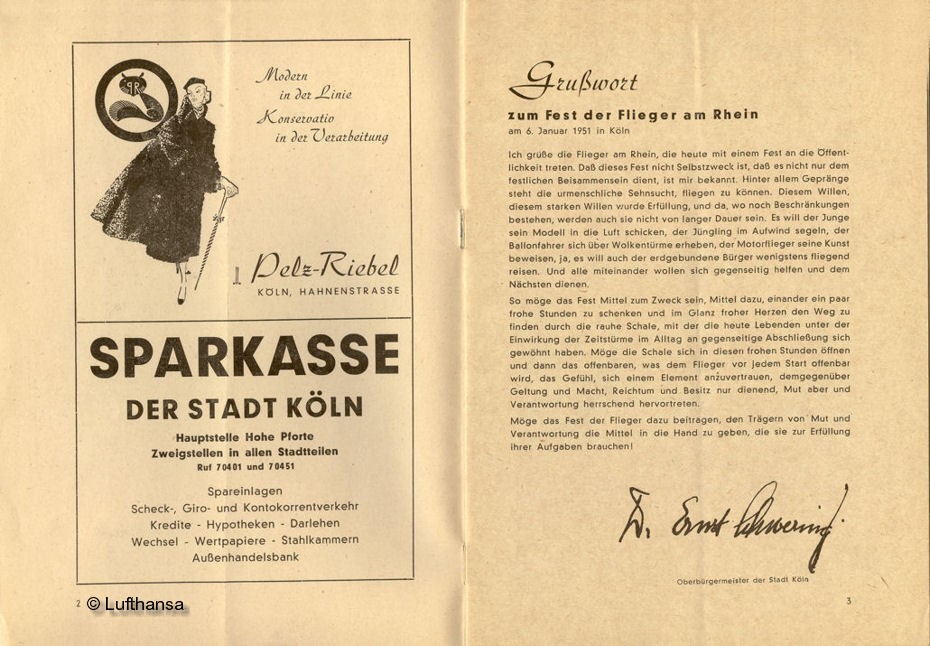 Modern
in der Linie
Konservativ
in der Verarbeitung
Pelz-Riebel
KÖLN, HAHNENSTRASSE
SPARKASSE
DER STADT KÖLN
Hauptstelle Hohe Pforte
Zweigstellen in allen Stadtteilen
Ruf 70401 und 70451
Spareinlagen
Scheck-, Giro- und Kontokorrentverkehr
Kredite - Hypotheken - Darlehen
Wechsel - Wertpapiere - Stahlkammern
Außenhandelsbank
2
© Lufthansa
Grußwort
zum Fest der Flieger am Rhein
am 6. Januar 1951 in Köln
Ich grüße die Flieger am Rhein, die heute mit einem Fest an die Öffent-
lichkeit treten. Daß dieses Fest nicht Selbstzweck ist, daß es nicht nur dem
festlichen Beisammensein dient, ist mir bekannt. Hinter allem Gepränge
steht die urmenschliche Sehnsucht, fliegen zu können. Diesem Willen,
diesem starken Willen wurde Erfüllung, und da, wo noch Beschränkungen
bestehen, werden auch sie nicht von langer Dauer sein. Es will der Junge
sein Modell in die Luft schicken, der Jüngling im Aufwind segeln, der
Ballonfahrer sich über Wolkentürme erheben, der Motorflieger seine Kunst
beweisen, ja, es will auch der erdgebundene Bürger wenigstens fliegend
reisen. Und alle miteinander wollen sich gegenseitig helfen und dem
Nächsten dienen.
So möge das Fest Mittel zum Zweck sein, Mittel dazu, einander ein paar
frohe Stunden zu schenken und im Glanz froher Herzen den Weg zu
finden durch die rauhe Schale, mit der die heute Lebenden unter der
Einwirkung der Zeitstürme im Alltag an gegenseitige Abschließung sich
gewöhnt haben. Möge die Schale sich in diesen frohen Stunden öffnen
und dann das offenbaren, was dem Flieger vor jedem Start offenbar
wird, das Gefühl, sich einem Element anzuvertrauen, demgegenüber
Geltung und Macht, Reichtum und Besitz nur dienend, Mut aber und
Verantwortung herrschend hervortreten.
Möge das Fest der Flieger dazu beitragen, den Trägern von Mut und
Verantwortung die Mittel in die Hand zu geben, die sie zur Erfüllung
ihrer Aufgaben brauchen!
Dr. Ernst Schwering.
Oberbürgermeister der Stadt Köln
3